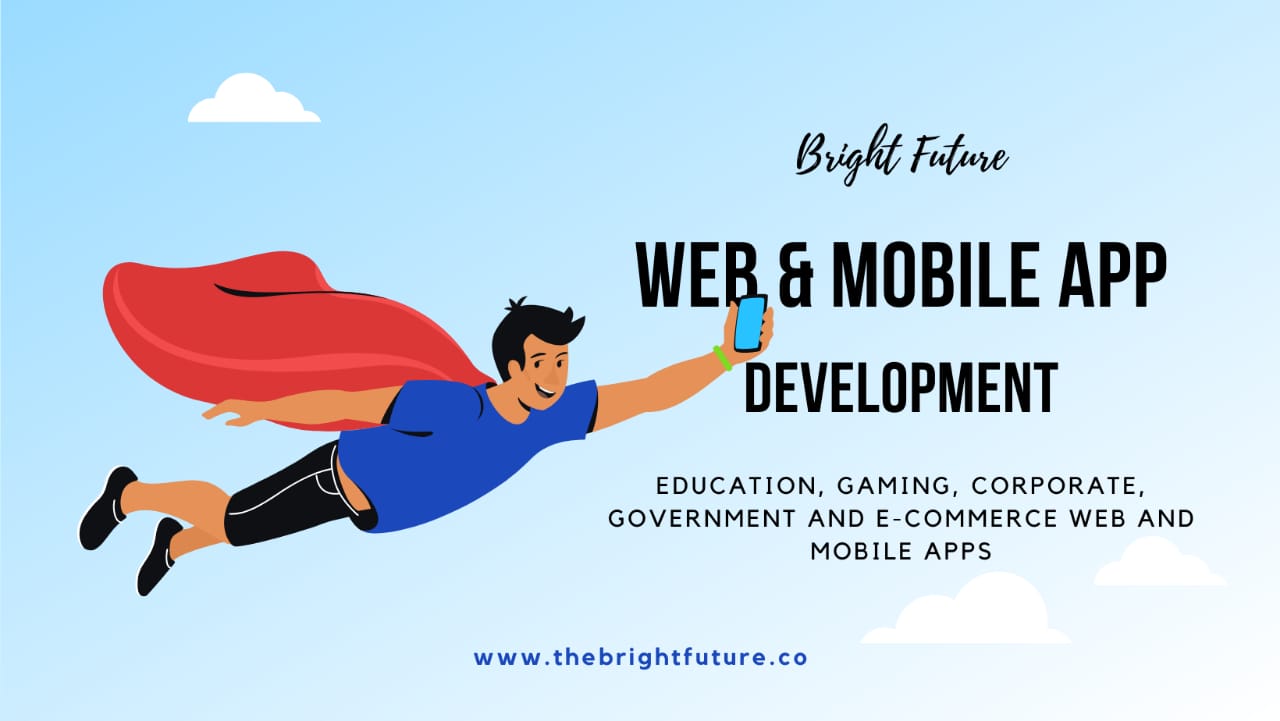 Bright Future
WEB & MOBILE APP
DEVELOPMENT
EDUCATION, GAMING, CORPORATE,
GOVERNMENT AND E-COMMERCE WEB AND
MOBILE APPS
www.thebrightfuture.co